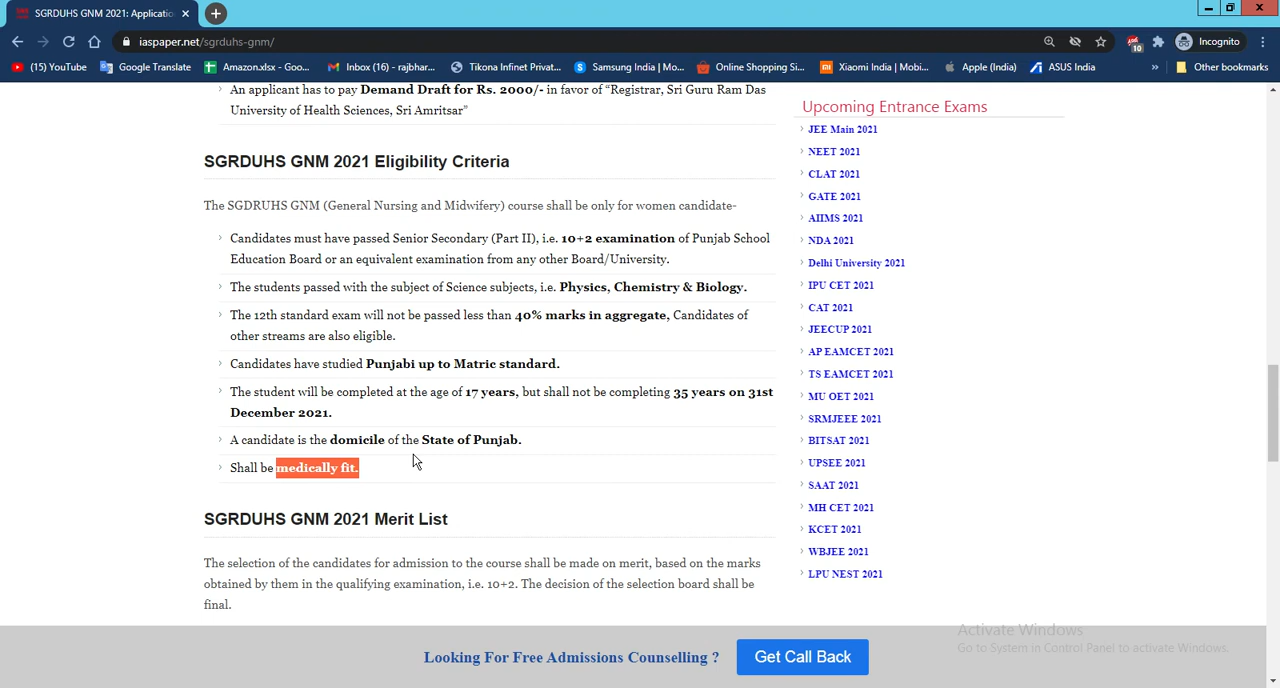 SGRDUHS GNM 2021: Applicatio
iaspaper.net/sgrduhs-gnm/
Incognito
(15) YouTube
Google Translate
Amazon.xlsx - Goo...
Inbox (16) - rajbhar...
Tikona Infinet Privat...
Samsung India | Mo...
Online Shopping Si...
Xiaomi India | Mobi...
Apple (India)
ASUS India
»
Other bookmarks
An applicant has to pay Demand Draft for Rs. 2000/- in favor of “Registrar, Sri Guru Ram Das
University of Health Sciences, Sri Amritsar”
SGRDUHS GNM 2021 Eligibility Criteria
The SGDRUHS GNM (General Nursing and Midwifery) course shall be only for women candidate-
Candidates must have passed Senior Secondary (Part II), i.e. 10+2 examination of Punjab School
Education Board or an equivalent examination from any other Board/University.
The students passed with the subject of Science subjects, i.e. Physics, Chemistry & Biology.
The 12th standard exam will not be passed less than 40% marks in aggregate, Candidates of
other streams are also eligible.
Candidates have studied Punjabi up to Matric standard.
The student will be completed at the age of 17 years, but shall not be completing 35 years on 31st
December 2021.
A candidate is the domicile of the State of Punjab.
Shall be medically fit.
SGRDUHS GNM 2021 Merit List
The selection of the candidates for admission to the course shall be made on merit, based on the marks
obtained by them in the qualifying examination, i.e. 10+2. The decision of the selection board shall be
final.
Upcoming Entrance Exams
JEE Main 2021
NEET 2021
CLAT 2021
GATE 2021
AIIMS 2021
NDA 2021
Delhi University 2021
IPU CET 2021
CAT 2021
JEECUP 2021
AP EAMCET 2021
TS EAMCET 2021
MU OET 2021
SRMJEEE 2021
BITSAT 2021
UPSEE 2021
SAAT 2021
MH CET 2021
KCET 2021
WBJEE 2021
LPU NEST 2021
Looking For Free Admissions Counselling ?
Get Call Back
Activate Windows
Go to System in Control Panel to activate Windows.